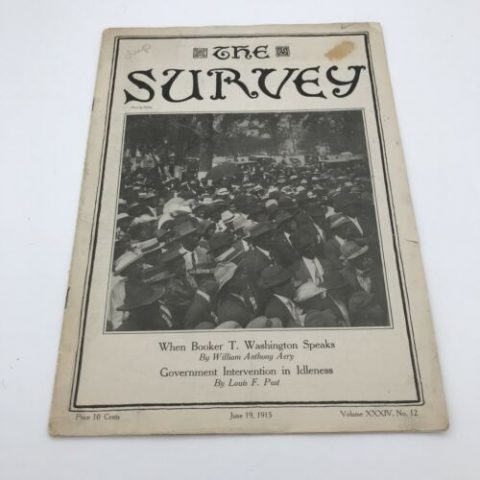 THE
SURVEY
When Booker T. Washington Speaks
By William Anthony Aery
Government Intervention in Idleness
By Louis F. Post
Price 10 Cents June 19, 1915 Volume XXXIV, No. 12